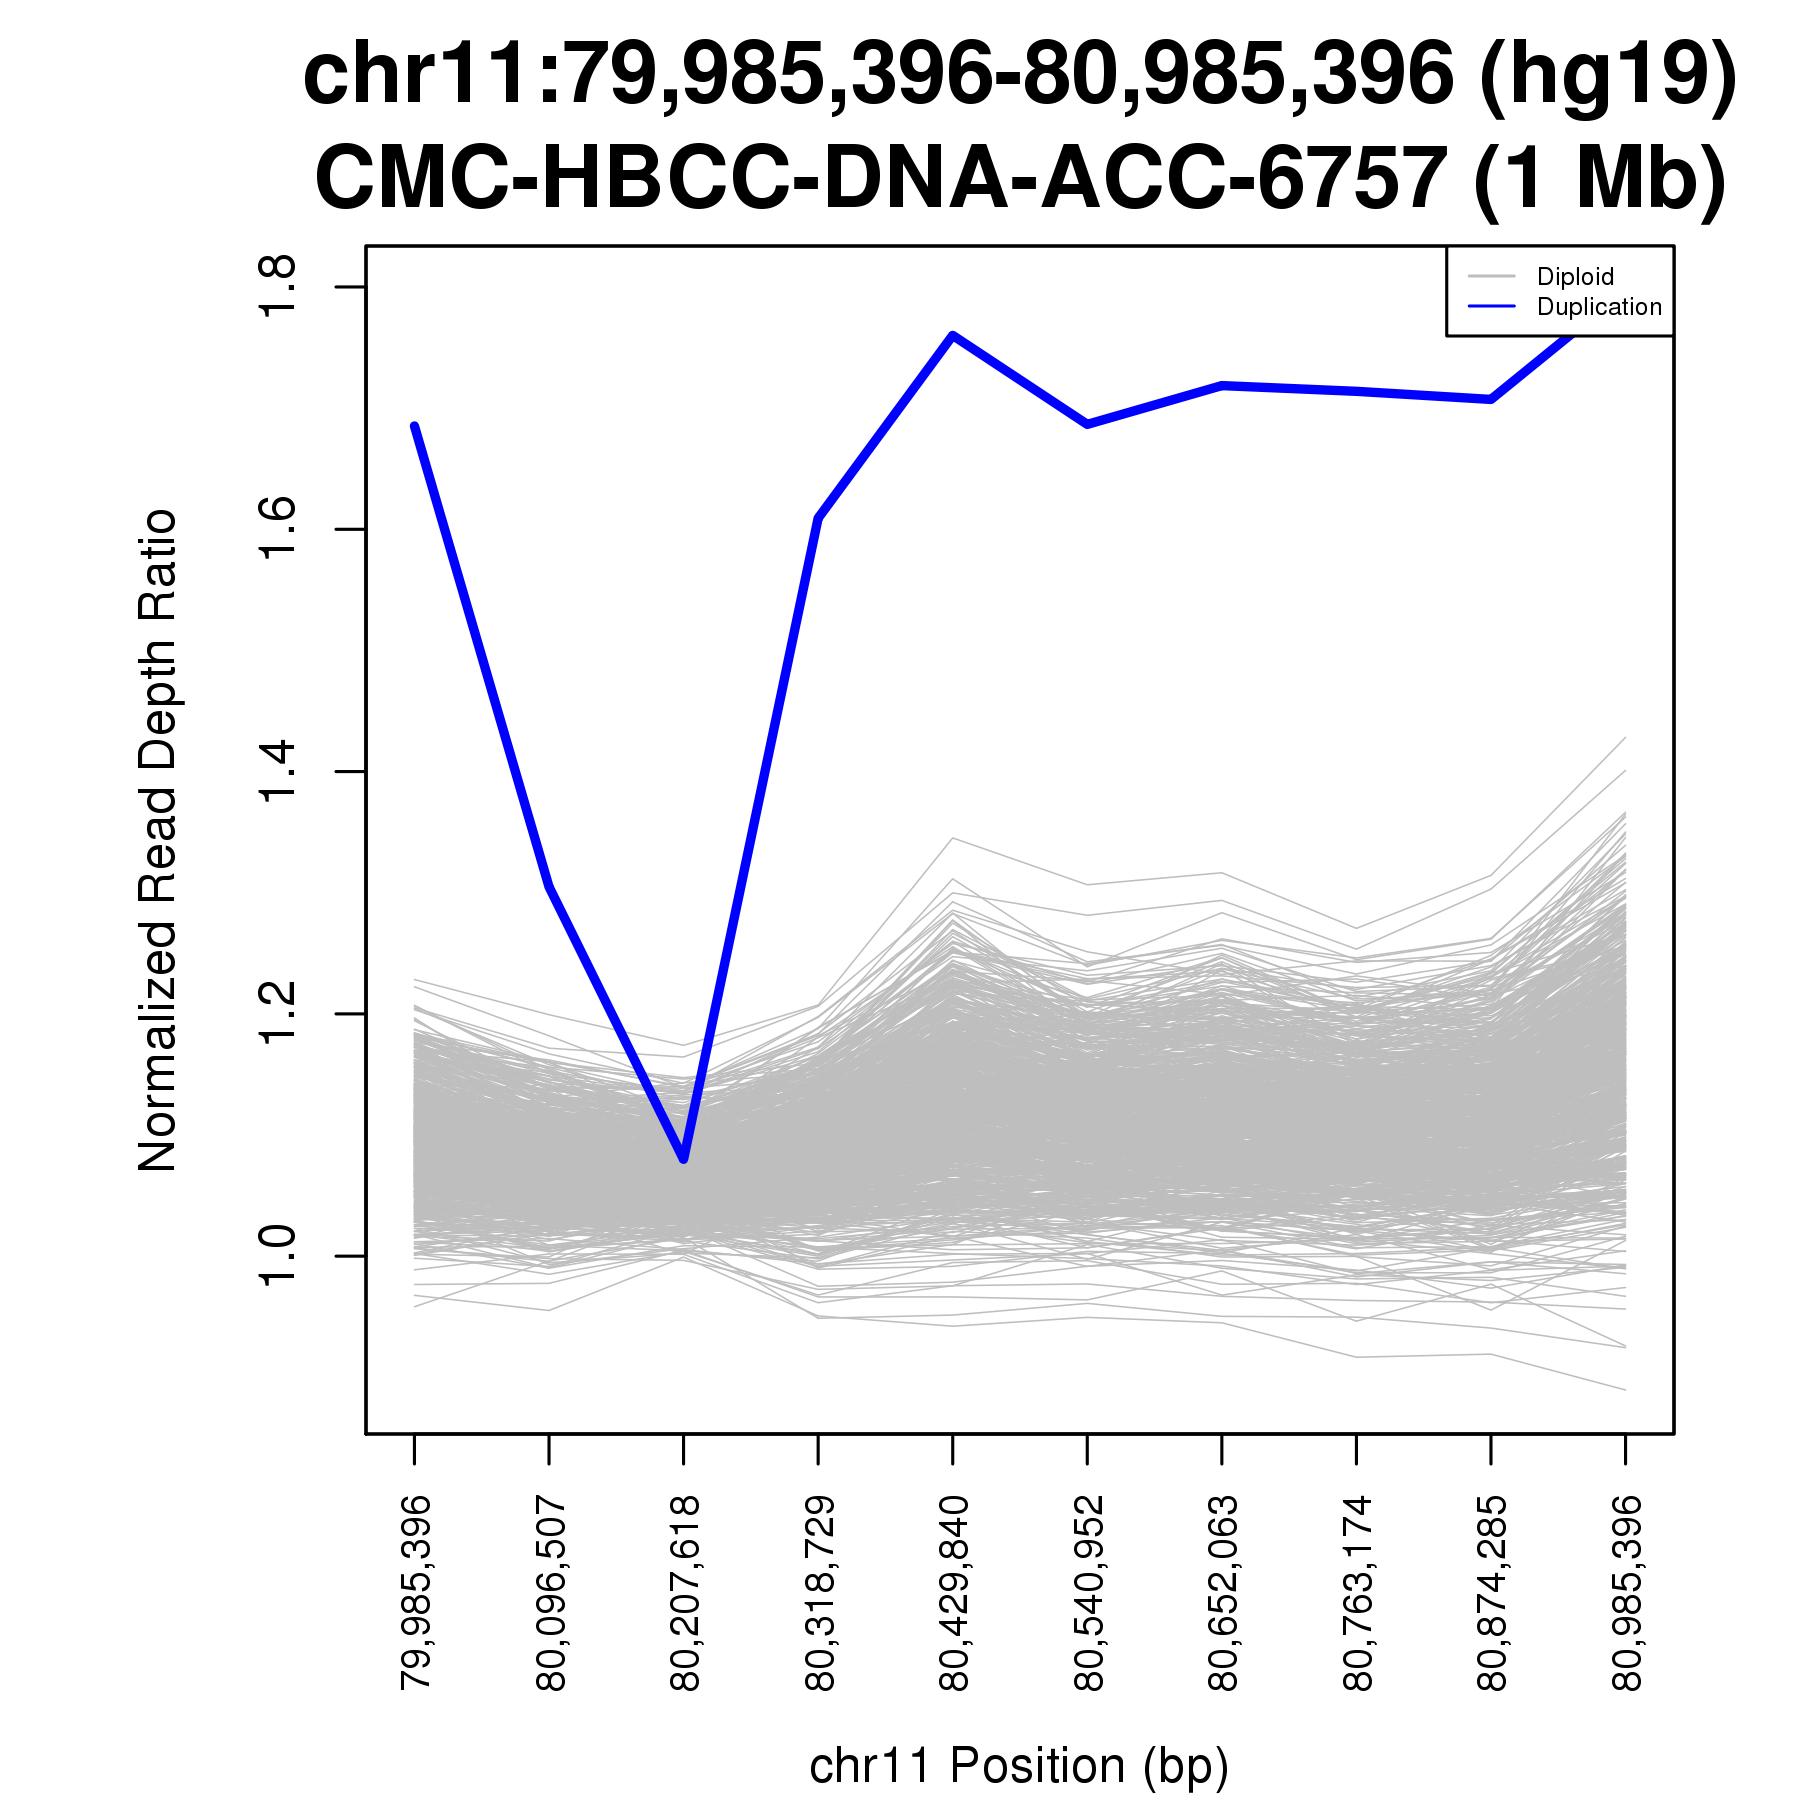 chr11:79,985,396-80,985,396 (hg19)
CMC-HBCC-DNA-ACC-6757 (1 Mb)
Diploid
Duplication
Normalized Read Depth Ratio
1.8
1.6
1.4
1.2
1.0
79,985,396
80,096,507
80,207,618
80,318,729
80,429,840
80,540,952
80,652,063
80,763,174
80,874,285
80,985,396
chr11 Position (bp)